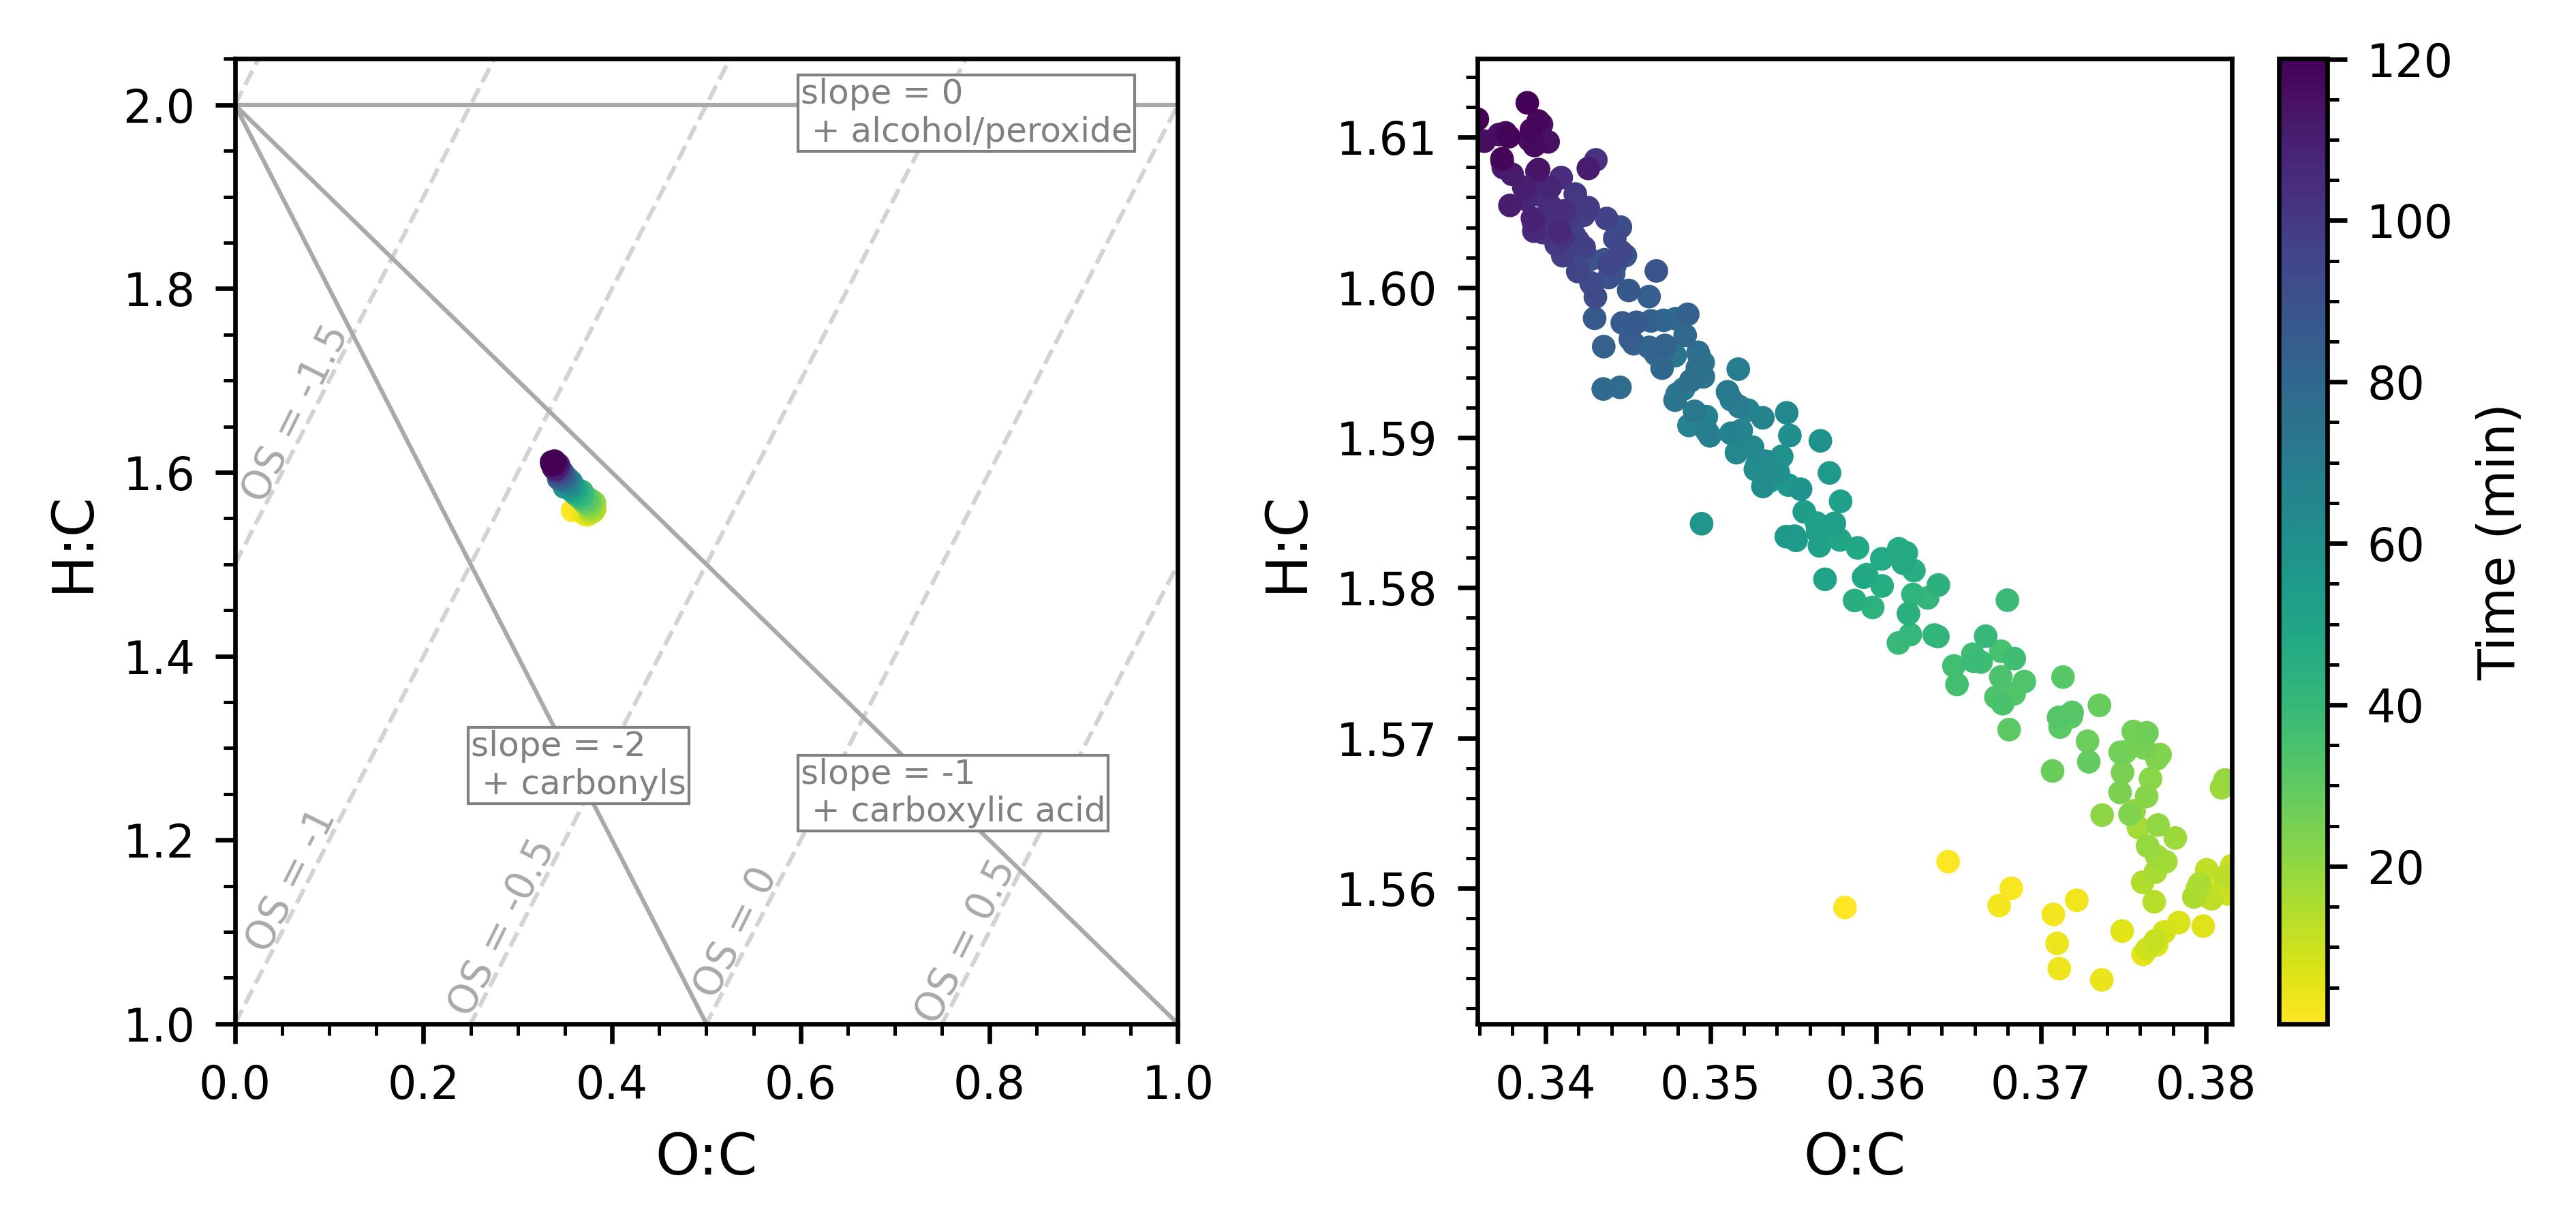 slope = 0
+ alcohol/peroxide
OS = -1.5
slope = -2
+ carbonyls
slope = -1
+ carboxylic acid
OS = -1
OS = -0.5
OS = 0
OS = 0.5
2.0
1.8
1.6
1.4
1.2
1.0
H:C
0.0 0.2 0.4 0.6 0.8 1.0
O:C
1.61
1.60
1.59
1.58
1.57
1.56
H:C
0.34 0.35 0.36 0.37 0.38
O:C
120
100
80
60
40
20
Time (min)